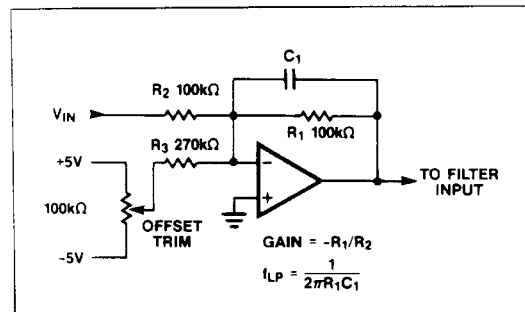 C1
R2 100kΩ
VIN
R1 100kΩ
R3 270kΩ
+5V
−
+
TO FILTER
INPUT
100kΩ
OFFSET
TRIM
−5V
GAIN = −R1/R2
fLP = 1
2πR1C1